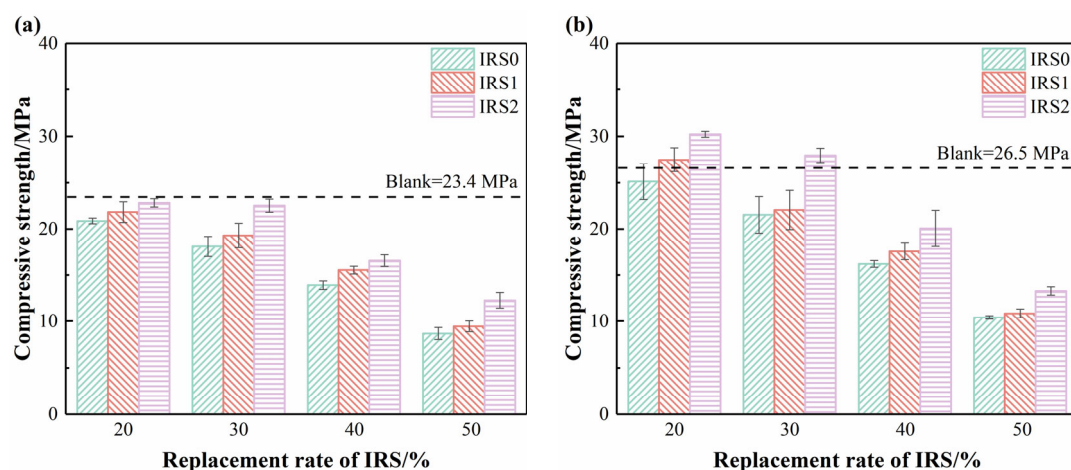 (a)
40
30
20
10
0
Compressive strength/MPa
IRS0
IRS1
IRS2
Blank=23.4 MPa
20 30 40 50
Replacement rate of IRS/%
(b)
40
30
20
10
0
Compressive strength/MPa
IRS0
IRS1
IRS2
Blank=26.5 MPa
20 30 40 50
Replacement rate of IRS/%